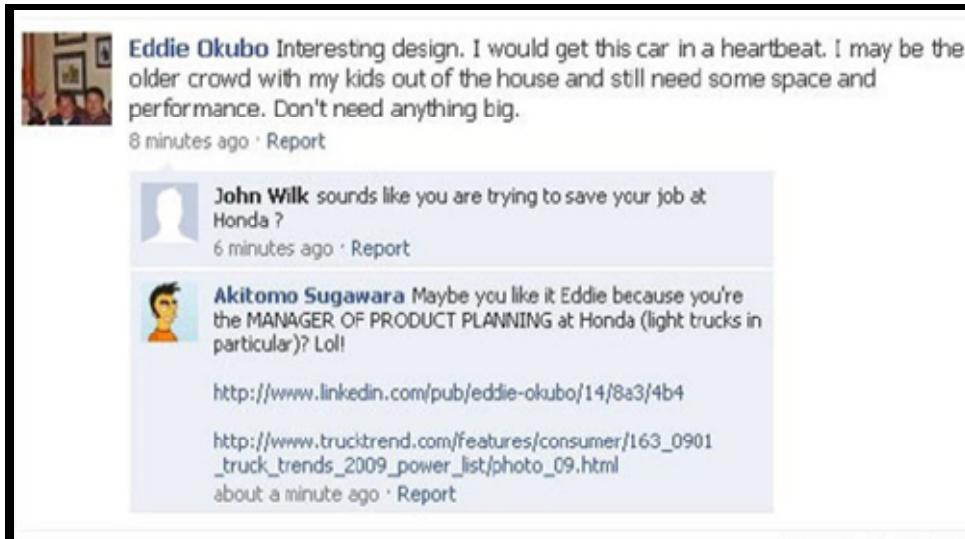 Eddie Okubo Interesting design. I would get this car in a heartbeat. I may be the
older crowd with my kids out of the house and still need some space and
performance. Don't need anything big.
8 minutes ago · Report
John Wilk sounds like you are trying to save your job at
Honda ?
6 minutes ago · Report
Akitomo Sugawara Maybe you like it Eddie because you're
the MANAGER OF PRODUCT PLANNING at Honda (light trucks in
particular)? Lol!
http://www.linkedin.com/pub/eddie-okubo/14/8a3/4b4
http://www.trucktrend.com/features/consumer/163_0901
_truck_trends_2009_power_list/photo_09.html
about a minute ago · Report